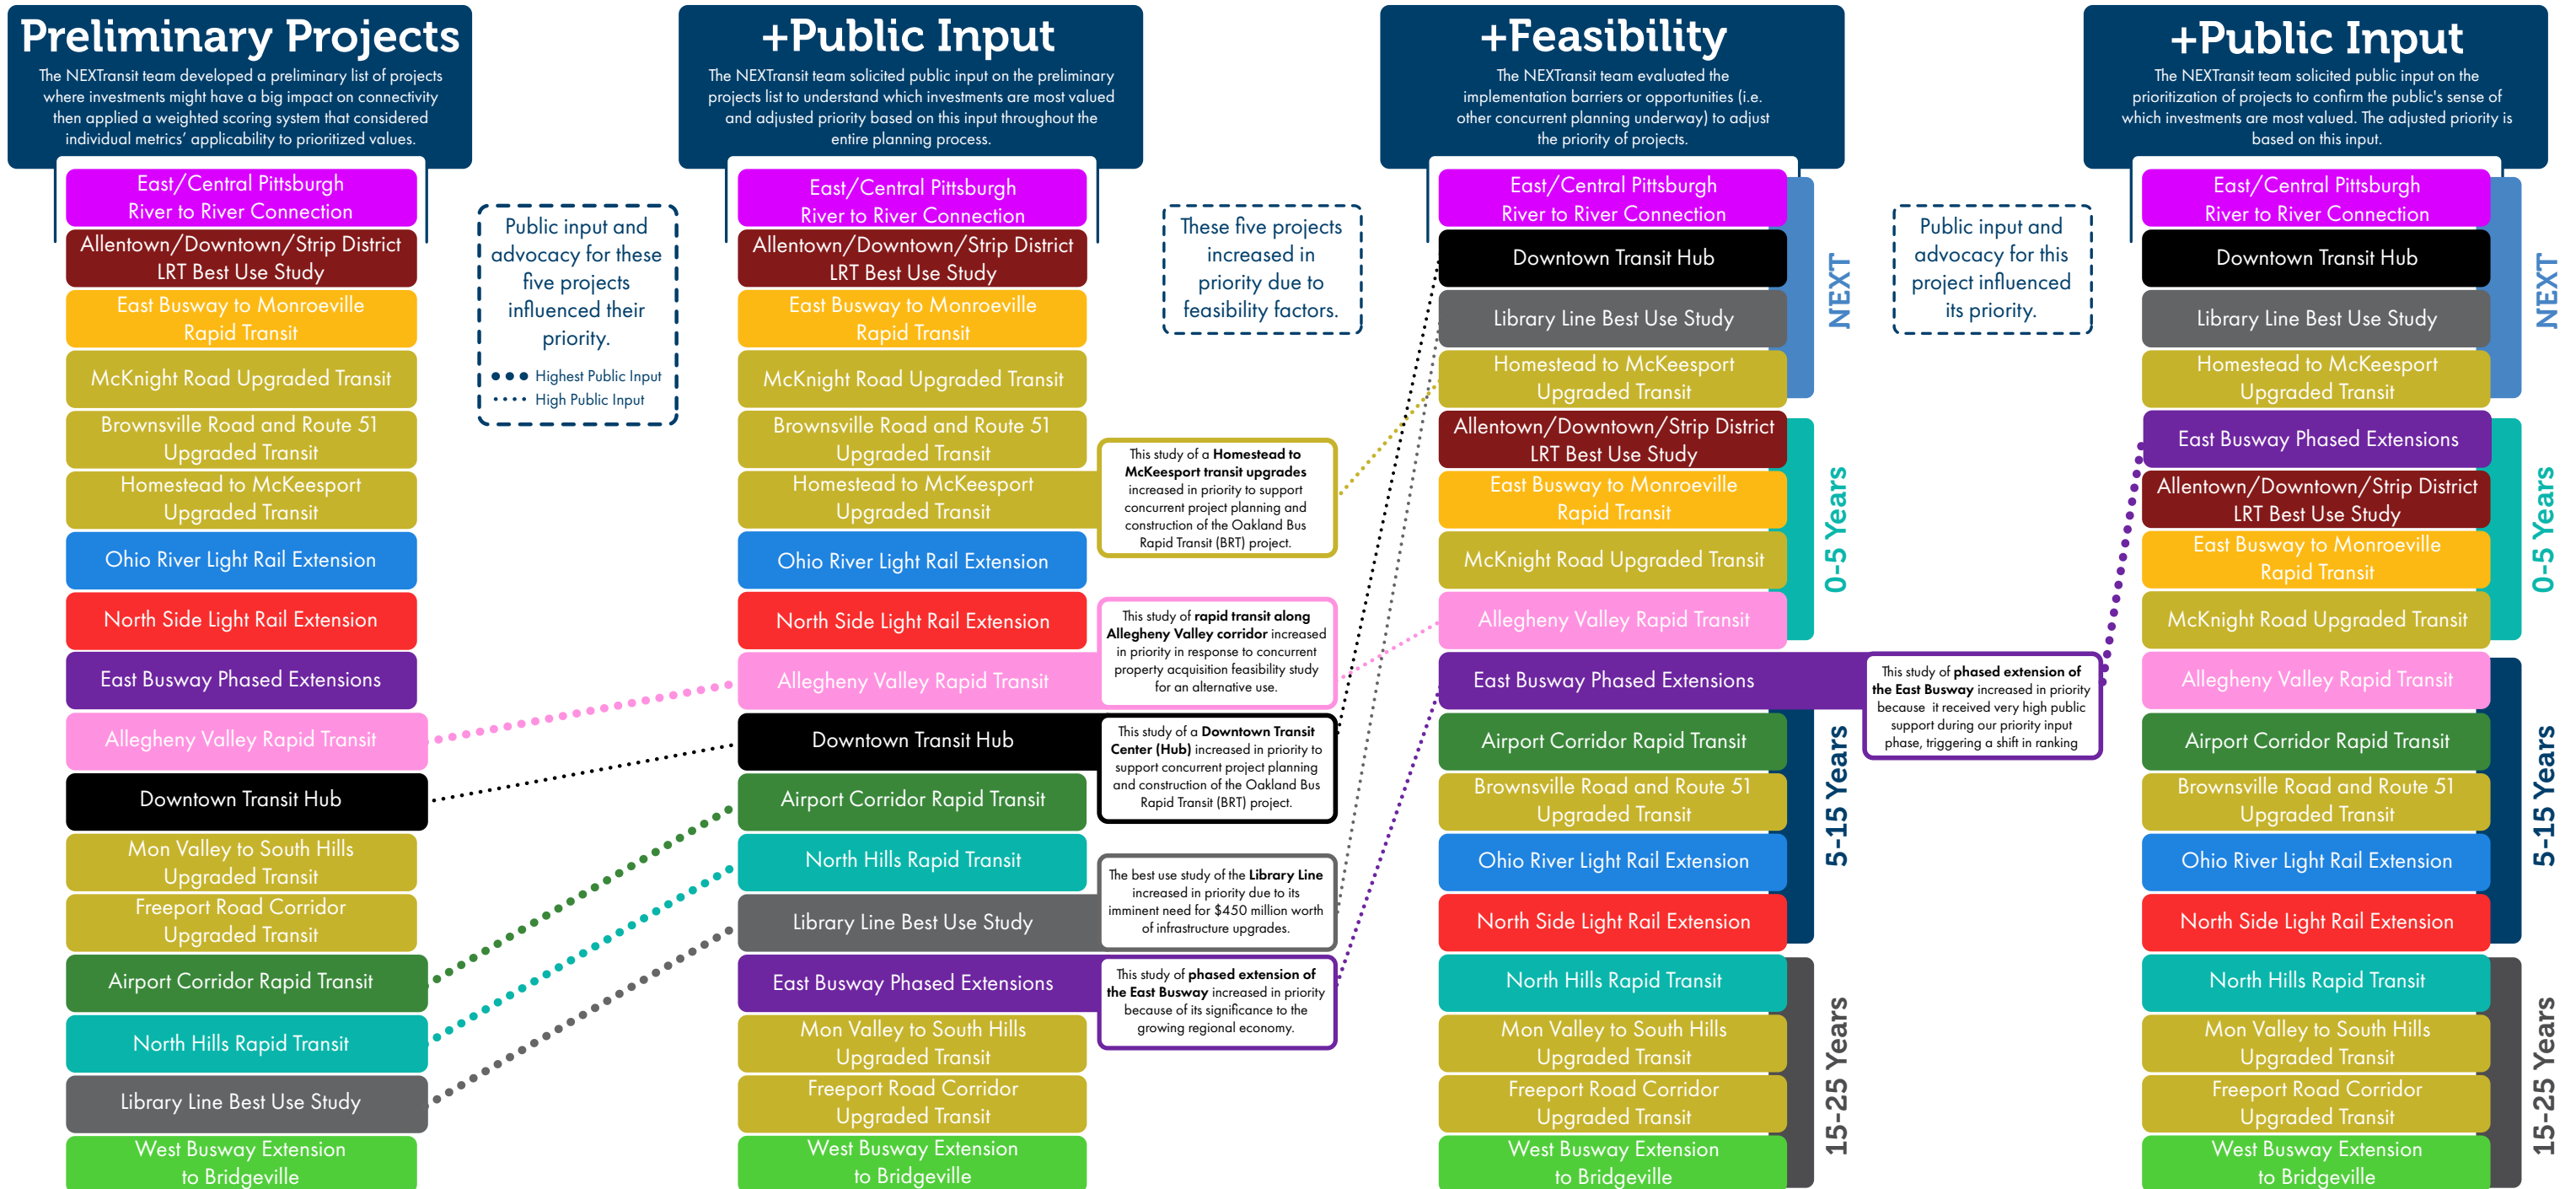 Preliminary Projects
The NEXTransit team developed a preliminary list of projects
where investments might have a big impact on connectivity
then applied a weighted scoring system that considered
individual metrics’ applicability to prioritized values.
East/Central Pittsburgh
River to River Connection
Allentown/Downtown/Strip District
LRT Best Use Study
East Busway to Monroeville
Rapid Transit
McKnight Road Upgraded Transit
Brownsville Road and Route 51
Upgraded Transit
Homestead to McKeesport
Upgraded Transit
Ohio River Light Rail Extension
North Side Light Rail Extension
East Busway Phased Extensions
Allegheny Valley Rapid Transit
Downtown Transit Hub
Mon Valley to South Hills
Upgraded Transit
Freeport Road Corridor
Upgraded Transit
Airport Corridor Rapid Transit
North Hills Rapid Transit
Library Line Best Use Study
West Busway Extension
to Bridgeville
Public input and
advocacy for these
five projects
influenced their
priority.
Highest Public Input
High Public Input
+Public Input
The NEXTransit team solicited public input on the preliminary
projects list to understand which investments are most valued
and adjusted priority based on this input throughout the
entire planning process.
East/Central Pittsburgh
River to River Connection
Allentown/Downtown/Strip District
LRT Best Use Study
East Busway to Monroeville
Rapid Transit
McKnight Road Upgraded Transit
Brownsville Road and Route 51
Upgraded Transit
Homestead to McKeesport
Upgraded Transit
Ohio River Light Rail Extension
North Side Light Rail Extension
Allegheny Valley Rapid Transit
Downtown Transit Hub
Airport Corridor Rapid Transit
North Hills Rapid Transit
Library Line Best Use Study
East Busway Phased Extensions
Mon Valley to South Hills
Upgraded Transit
Freeport Road Corridor
Upgraded Transit
West Busway Extension
to Bridgeville
These five projects
increased in
priority due to
feasibility factors.
This study of a Homestead to
McKeesport transit upgrades
increased in priority to support
concurrent project planning and
construction of the Oakland Bus
Rapid Transit (BRT) project.
This study of rapid transit along
Allegheny Valley corridor increased
in priority in response to concurrent
property acquisition feasibility study
for an alternative use.
This study of a Downtown Transit
Center (Hub) increased in priority to
support concurrent project planning
and construction of the Oakland Bus
Rapid Transit (BRT) project.
The best use study of the Library Line
increased in priority due to its
imminent need for $450 million worth
of infrastructure upgrades.
This study of phased extension of
the East Busway increased in priority
because of its significance to the
growing regional economy.
+Feasibility
The NEXTransit team evaluated the
implementation barriers or opportunities (i.e.
other concurrent planning underway) to adjust
the priority of projects.
East/Central Pittsburgh
River to River Connection
Downtown Transit Hub
Library Line Best Use Study
Homestead to McKeesport
Upgraded Transit
NEXT
Allentown/Downtown/Strip District
LRT Best Use Study
East Busway to Monroeville
Rapid Transit
McKnight Road Upgraded Transit
Allegheny Valley Rapid Transit
0-5 Years
East Busway Phased Extensions
Airport Corridor Rapid Transit
Brownsville Road and Route 51
Upgraded Transit
Ohio River Light Rail Extension
North Side Light Rail Extension
5-15 Years
North Hills Rapid Transit
Mon Valley to South Hills
Upgraded Transit
Freeport Road Corridor
Upgraded Transit
West Busway Extension
to Bridgeville
15-25 Years
Public input and
advocacy for this
project influenced
its priority.
This study of phased extension of
the East Busway increased in priority
because it received very high public
support during our priority input
phase, triggering a shift in ranking
+Public Input
The NEXTransit team solicited public input on the
prioritization of projects to confirm the public's sense of
which investments are most valued. The adjusted priority is
based on this input.
East/Central Pittsburgh
River to River Connection
Downtown Transit Hub
Library Line Best Use Study
Homestead to McKeesport
Upgraded Transit
NEXT
East Busway Phased Extensions
Allentown/Downtown/Strip District
LRT Best Use Study
East Busway to Monroeville
Rapid Transit
McKnight Road Upgraded Transit
0-5 Years
Allegheny Valley Rapid Transit
Airport Corridor Rapid Transit
Brownsville Road and Route 51
Upgraded Transit
Ohio River Light Rail Extension
North Side Light Rail Extension
5-15 Years
North Hills Rapid Transit
Mon Valley to South Hills
Upgraded Transit
Freeport Road Corridor
Upgraded Transit
West Busway Extension
to Bridgeville
15-25 Years